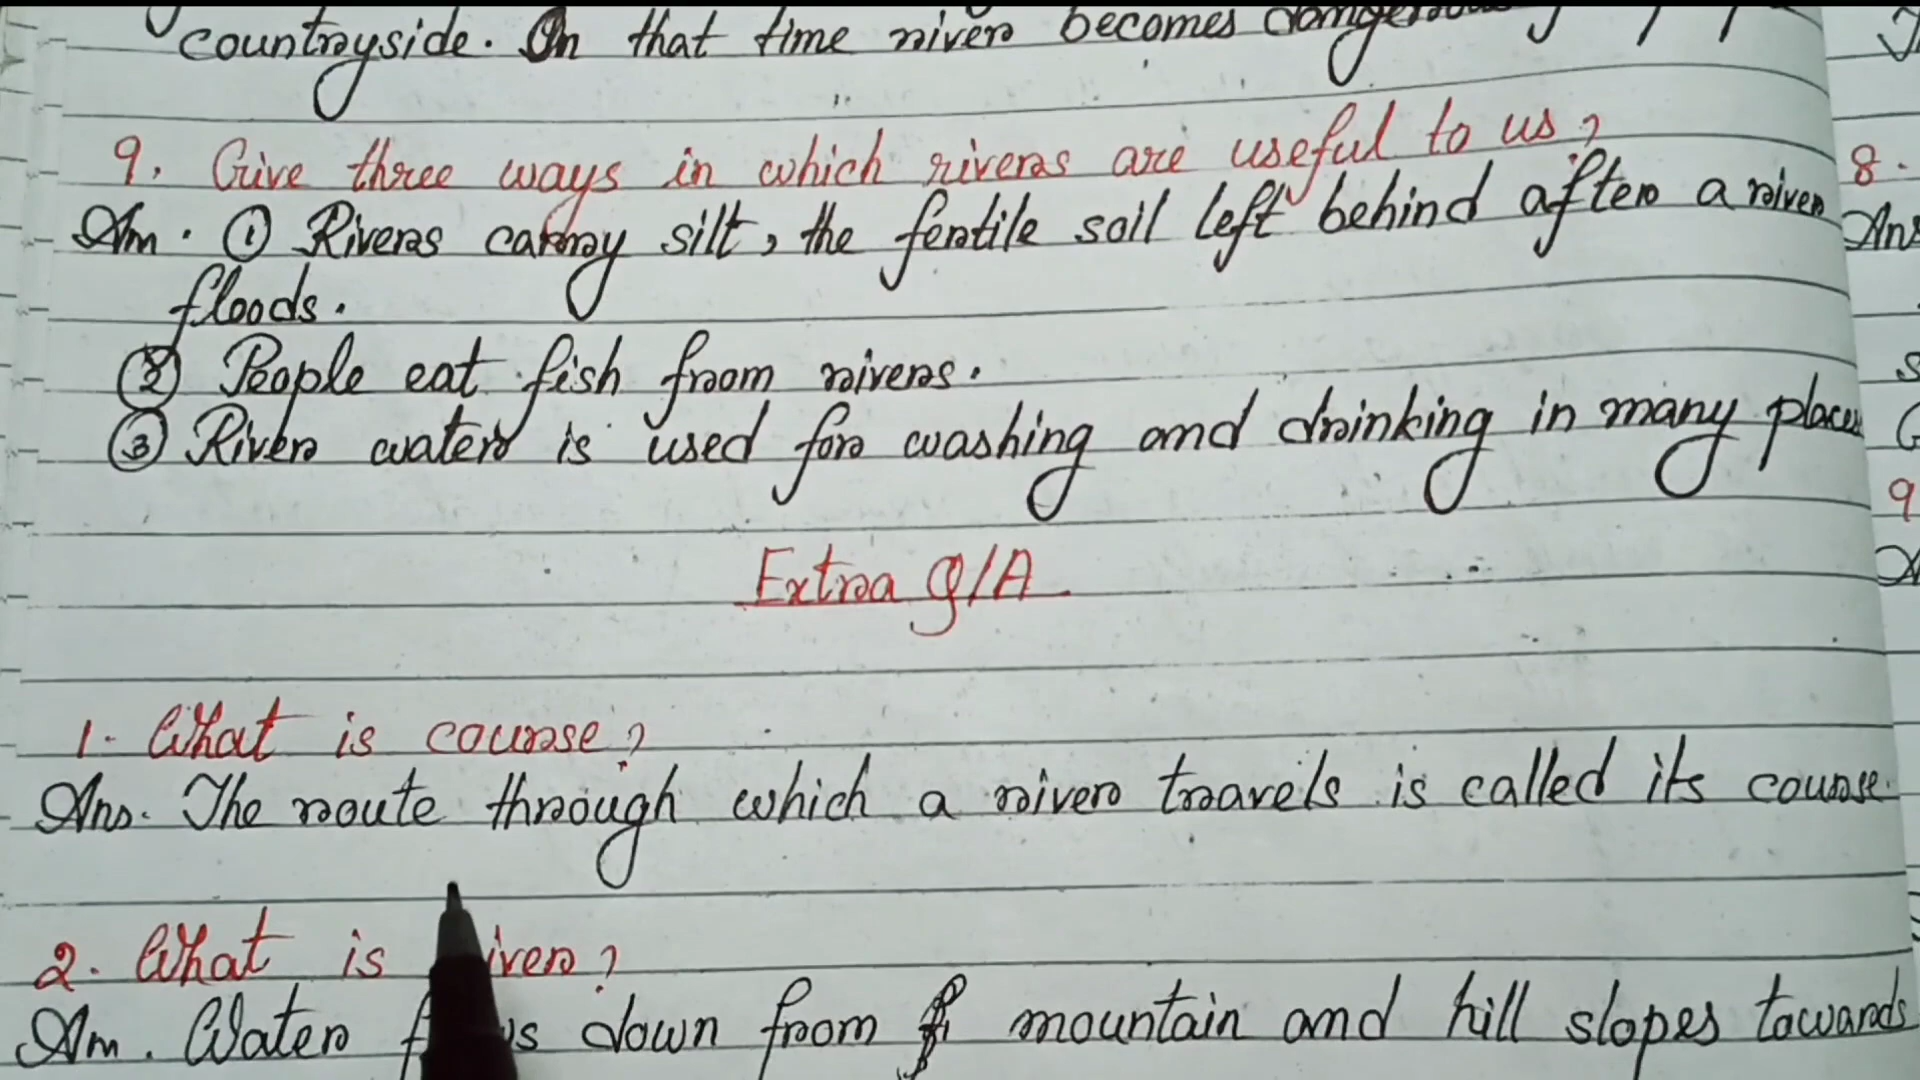 countryside. On that time river becomes
9. Give three ways in which rivers are useful to us?
Ans. ① Rivers carry silt, the fertile soil left behind after a river
floods.
② People eat fish from rivers.
③ River water is used for washing and drinking in many places
Extra Q/A
1. What is course?
Ans. The route through which a river travels is called its course.
2. What is river?
Ans. Water down from mountain and hill slopes towards
8.
Ans
9